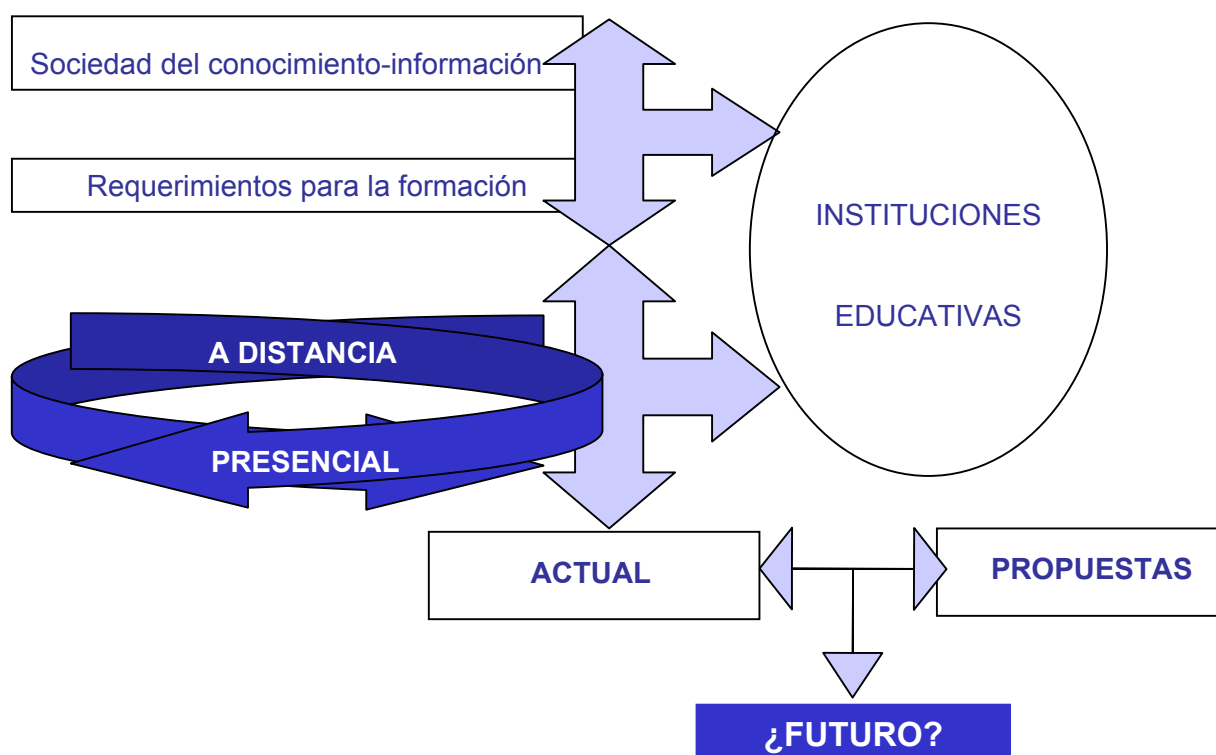 Sociedad del conocimiento-información
Requerimientos para la formación
INSTITUCIONES
EDUCATIVAS
A DISTANCIA
PRESENCIAL
ACTUAL
PROPUESTAS
¿FUTURO?